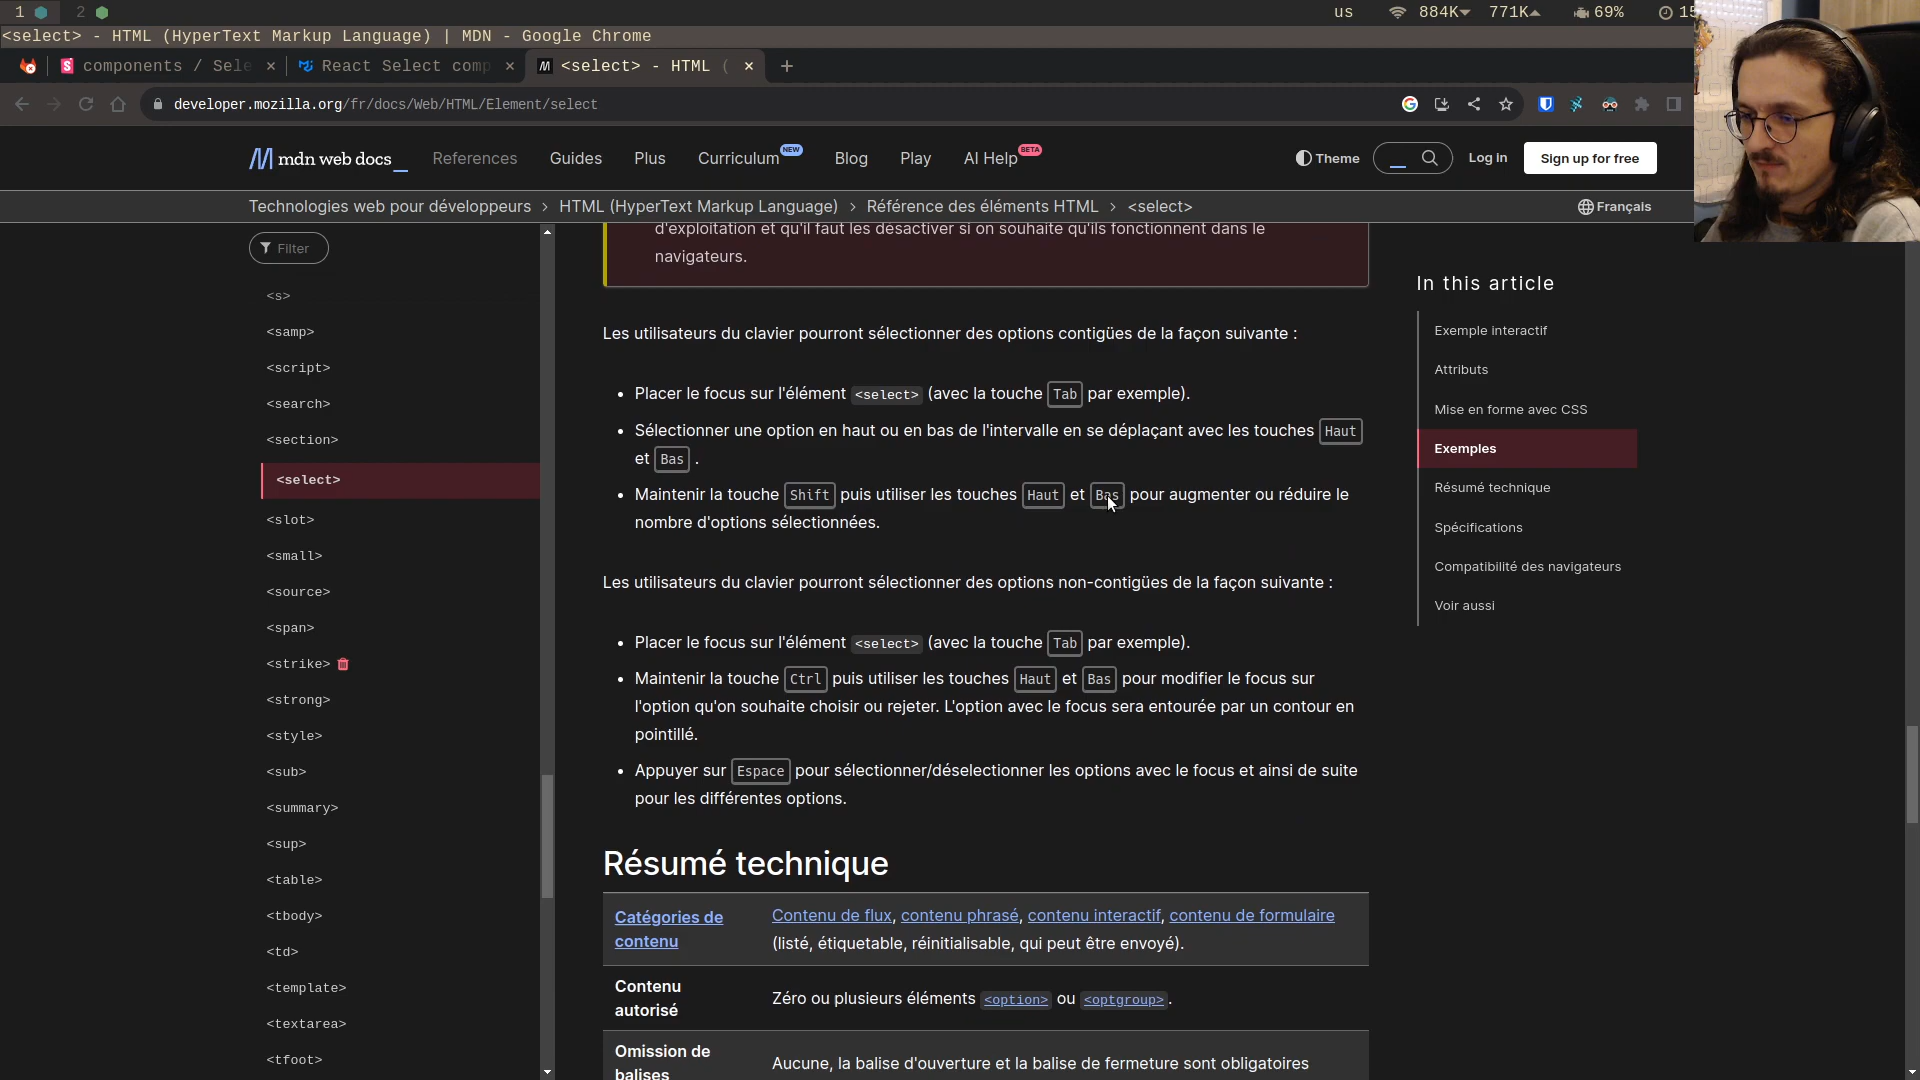 1 2 us 884K 771K 69% 15
<select> - HTML (HyperText Markup Language) | MDN - Google Chrome
components / Sele × React Select comp × <select> - HTML ( × +
developer.mozilla.org/fr/docs/Web/HTML/Element/select
mdn web docs_ References Guides Plus Curriculum NEW Blog Play AI Help BETA Theme Log in Sign up for free
Technologies web pour développeurs > HTML (HyperText Markup Language) > Référence des éléments HTML > <select> Français
Filter
<s>
<samp>
<script>
<search>
<section>
<select>
<slot>
<small>
<source>
<span>
<strike>
<strong>
<style>
<sub>
<summary>
<sup>
<table>
<tbody>
<td>
<template>
<textarea>
<tfoot>
d'exploitation et qu'il faut les désactiver si on souhaite qu'ils fonctionnent dans le
navigateurs.
Les utilisateurs du clavier pourront sélectionner des options contigües de la façon suivante :
• Placer le focus sur l'élément <select> (avec la touche Tab par exemple).
• Sélectionner une option en haut ou en bas de l'intervalle en se déplaçant avec les touches Haut
et Bas .
• Maintenir la touche Shift puis utiliser les touches Haut et Bas pour augmenter ou réduire le
nombre d'options sélectionnées.
Les utilisateurs du clavier pourront sélectionner des options non-contigües de la façon suivante :
• Placer le focus sur l'élément <select> (avec la touche Tab par exemple).
• Maintenir la touche Ctrl puis utiliser les touches Haut et Bas pour modifier le focus sur
l'option qu'on souhaite choisir ou rejeter. L'option avec le focus sera entourée par un contour en
pointillé.
• Appuyer sur Espace pour sélectionner/déselectionner les options avec le focus et ainsi de suite
pour les différentes options.
Résumé technique
Catégories de
contenu
Contenu de flux, contenu phrasé, contenu interactif, contenu de formulaire
(listé, étiquetable, réinitialisable, qui peut être envoyé).
Contenu
autorisé
Zéro ou plusieurs éléments <option> ou <optgroup>.
Omission de
balises
Aucune, la balise d'ouverture et la balise de fermeture sont obligatoires
In this article
Exemple interactif
Attributs
Mise en forme avec CSS
Exemples
Résumé technique
Spécifications
Compatibilité des navigateurs
Voir aussi